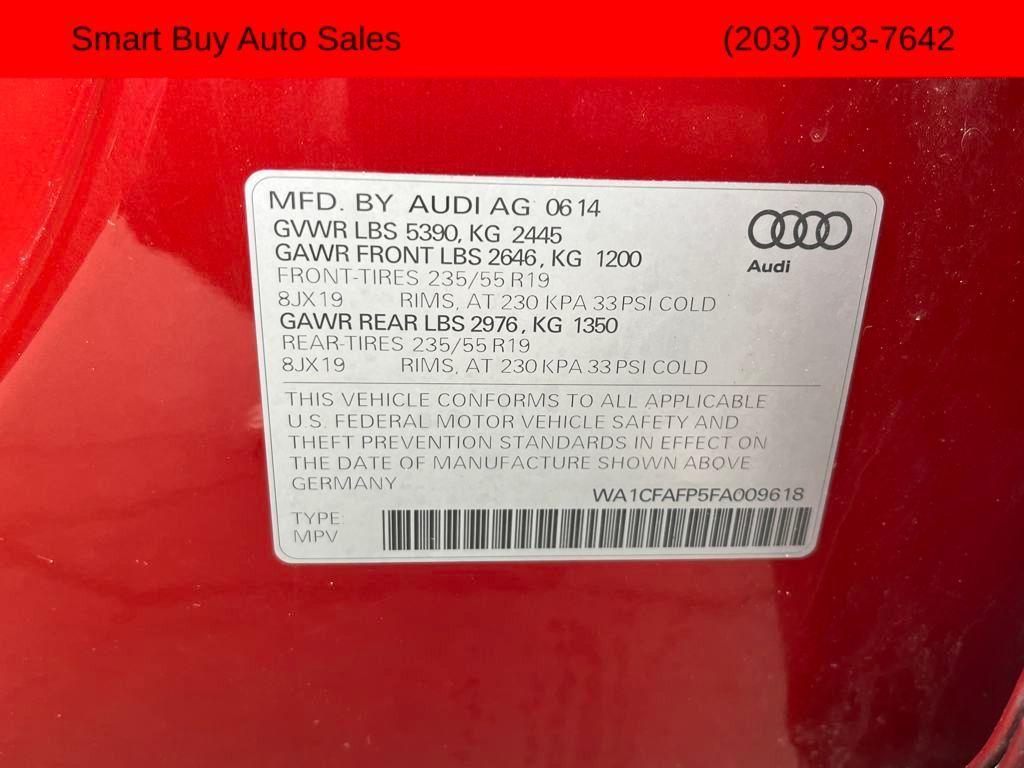 Smart Buy Auto Sales (203) 793-7642
MFD. BY AUDI AG 06 14
GVWR LBS 5390, KG 2445
GAWR FRONT LBS 2646, KG 1200
FRONT-TIRES 235/55 R19
8JX19 RIMS, AT 230 KPA 33 PSI COLD
GAWR REAR LBS 2976, KG 1350
REAR-TIRES 235/55 R19
8JX19 RIMS, AT 230 KPA 33 PSI COLD
Audi
THIS VEHICLE CONFORMS TO ALL APPLICABLE
U.S. FEDERAL MOTOR VEHICLE SAFETY AND
THEFT PREVENTION STANDARDS IN EFFECT ON
THE DATE OF MANUFACTURE SHOWN ABOVE.
GERMANY
WA1CFAFP5FA009618
TYPE:
MPV